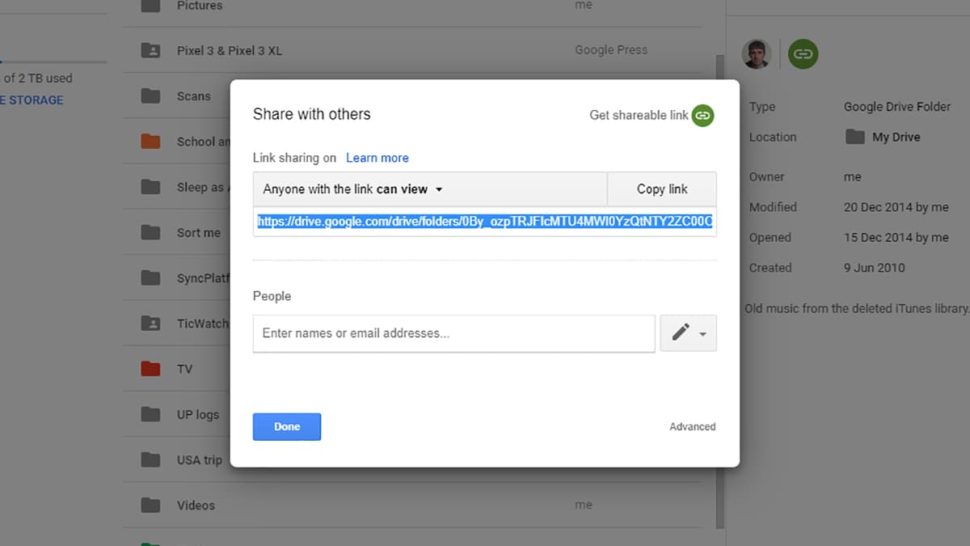 Pictures
me
Pixel 3 & Pixel 3 XL
Google Press
of 2 TB used
E STORAGE
Scans
School an
Sleep as
Sort me
SyncPlatf
TicWatch
TV
UP logs
USA trip
Videos
me
Share with others
Get shareable link
Link sharing on Learn more
Anyone with the link can view
Copy link
https://drive.google.com/drive/folders/0By_ozpTRJFIcMTU4MWI0YzQtNTY2ZC00C
People
Enter names or email addresses...
Done
Advanced
Type Google Drive Folder
Location My Drive
Owner me
Modified 20 Dec 2014 by me
Opened 15 Dec 2014 by me
Created 9 Jun 2010
Old music from the deleted iTunes library.